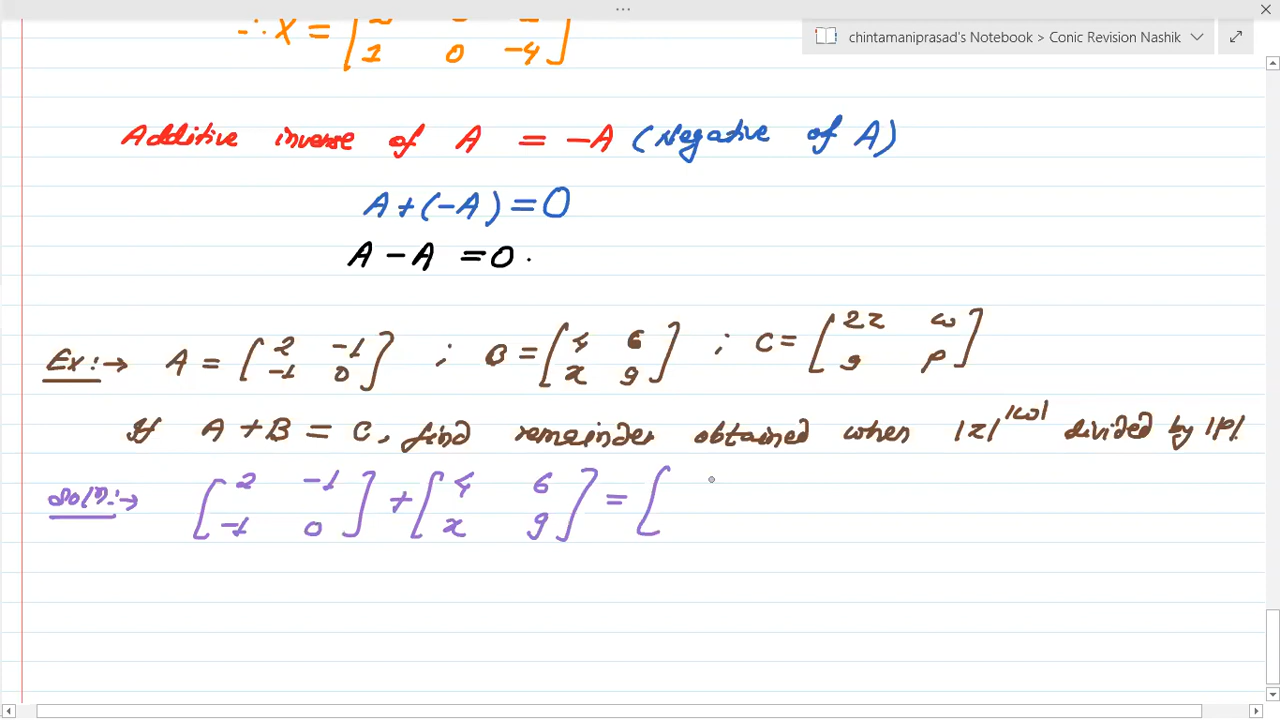 chintamaniprasad's Notebook > Conic Revision Nashik
∴ X = [ 1 0 -4 ]
Additive inverse of A = -A (Negative of A)
A + (-A) = 0
A - A = 0.
Ex:→ A = [ 2 -1 ; -1 0 ] ; B = [ 4 6 ; x 9 ] ; C = [ 2z ω ; 9 p ]
If A + B = C, find remainder obtained when |z|^|ω| divided by |p|.
Soln:→ [ 2 -1 ; -1 0 ] + [ 4 6 ; x 9 ] = [